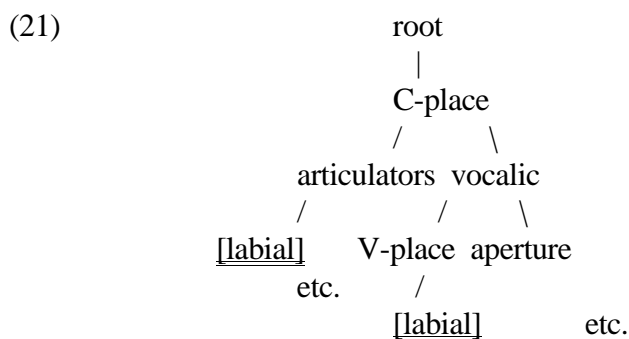 (21) root
C-place
articulators vocalic
[labial] V-place aperture
etc.
[labial] etc.